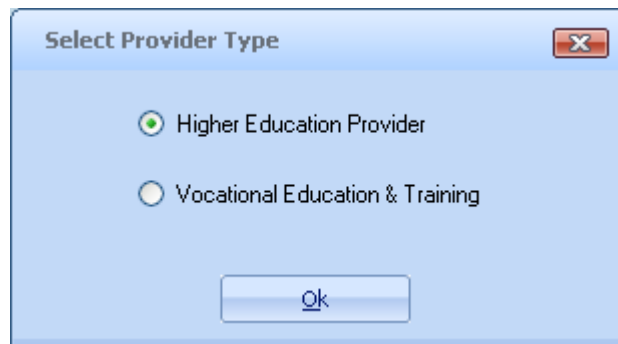 Select Provider Type
Higher Education Provider
Vocational Education & Training
Ok